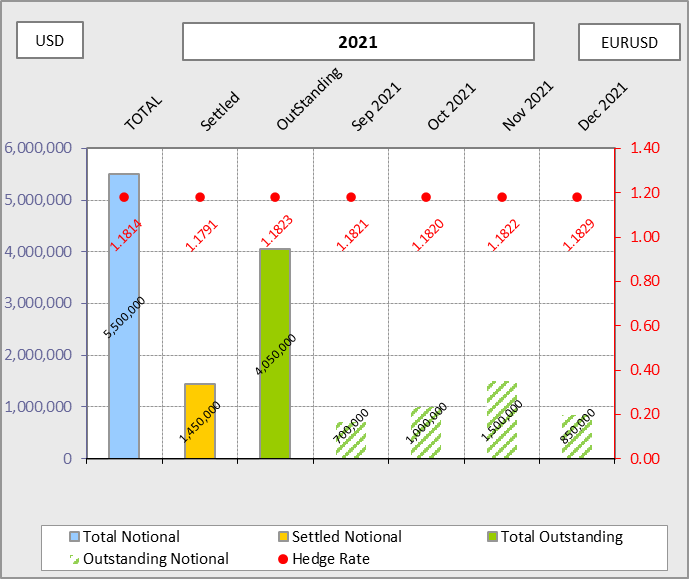 USD
2021
EURUSD
TOTAL
Settled
OutStanding
Sep 2021
Oct 2021
Nov 2021
Dec 2021
6,000,000
5,000,000
4,000,000
3,000,000
2,000,000
1,000,000
0
1.40
1.20
1.00
0.80
0.60
0.40
0.20
0.00
1.1814
1.1791
1.1823
1.1821
1.1820
1.1822
1.1829
5,500,000
1,450,000
4,050,000
700,000
1,000,000
1,500,000
850,000
Total Notional
Settled Notional
Total Outstanding
Outstanding Notional
Hedge Rate